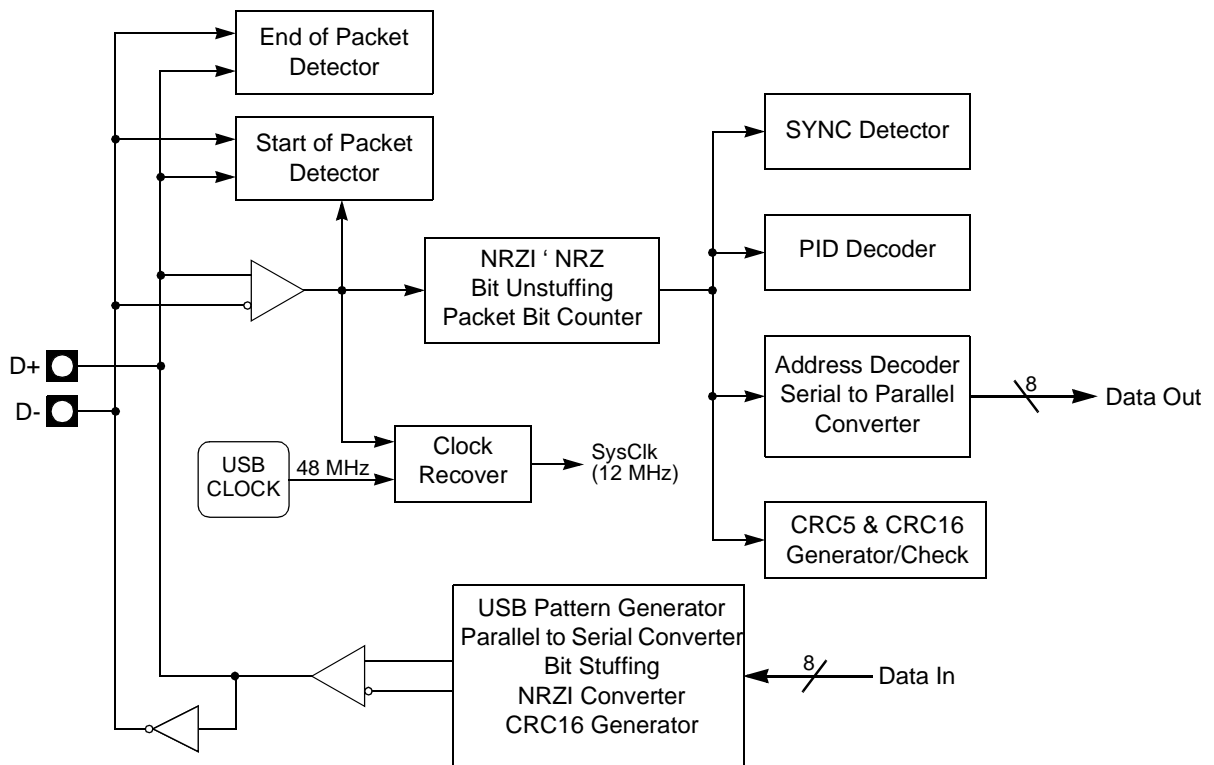 End of Packet
Detector
Start of Packet
Detector
SYNC Detector
NRZI ‘ NRZ
Bit Unstuffing
Packet Bit Counter
PID Decoder
D+
D-
Address Decoder
Serial to Parallel
Converter
8
Data Out
USB
CLOCK
48 MHz
Clock
Recover
SysClk
(12 MHz)
CRC5 & CRC16
Generator/Check
USB Pattern Generator
Parallel to Serial Converter
Bit Stuffing
NRZI Converter
CRC16 Generator
8
Data In